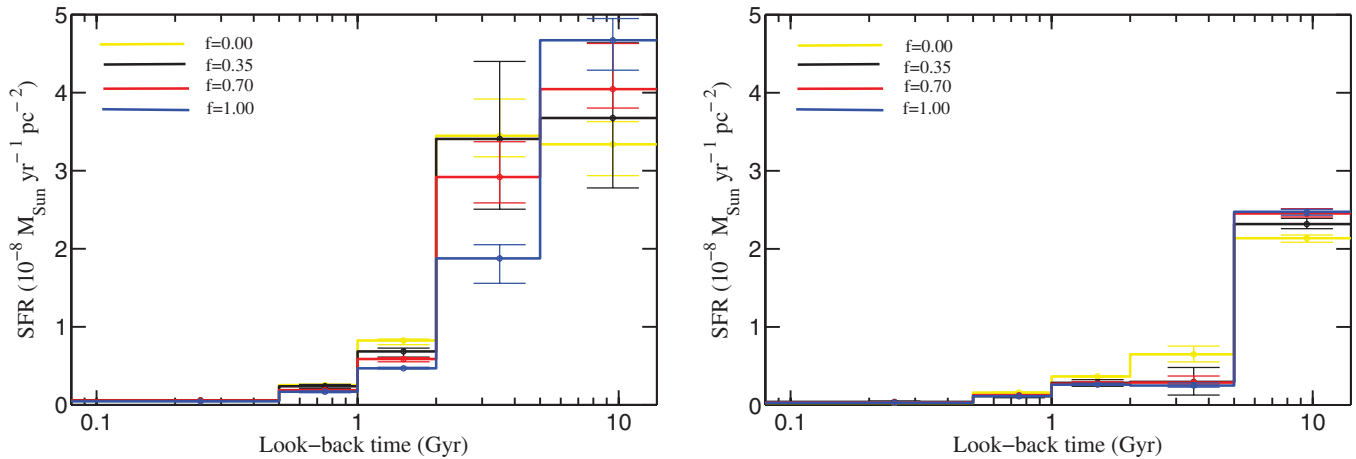 5
4
3
2
1
0
SFR (10⁻⁸ M_Sun yr⁻¹ pc⁻²)
f=0.00
f=0.35
f=0.70
f=1.00
0.1
1
10
Look−back time (Gyr)
5
4
3
2
1
0
SFR (10⁻⁸ M_Sun yr⁻¹ pc⁻²)
f=0.00
f=0.35
f=0.70
f=1.00
0.1
1
10
Look−back time (Gyr)